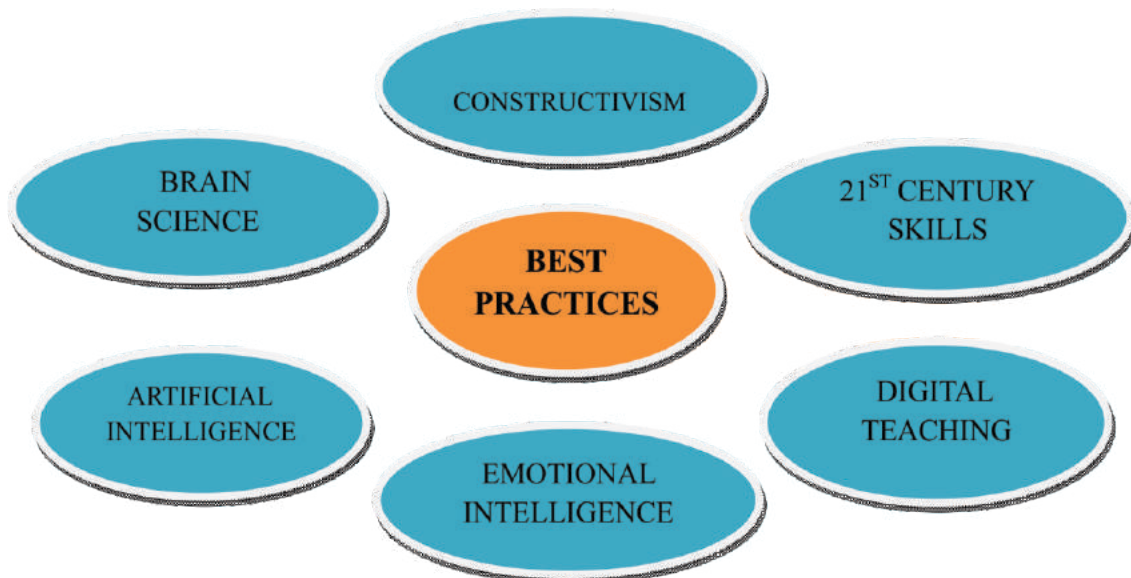 CONSTRUCTIVISM
BRAIN
SCIENCE
21ST CENTURY
SKILLS
BEST
PRACTICES
ARTIFICIAL
INTELLIGENCE
DIGITAL
TEACHING
EMOTIONAL
INTELLIGENCE